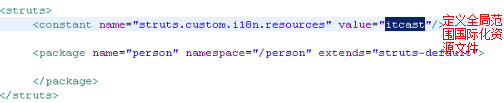 <struts>
<constant name="struts.custom.i18n.resources" value="itcast"/>
定义全局范
围国际化资
源文件
<package name="person" namespace="/person" extends="struts-default">
</package>
</struts>